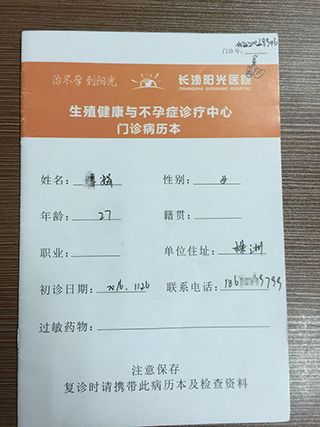 门诊号:
治不孕 到阳光 长沙阳光医院
CHANGSHA SUNSHINE HOSPITAL
生殖健康与不孕症诊疗中心
门诊病历本
姓名: 性别: 女
年龄: 27 籍贯:
职业: 单位住址: 株洲
初诊日期: 2016.1126 联系电话:
过敏药物:
注意保存
复诊时请携带此病历本及检查资料